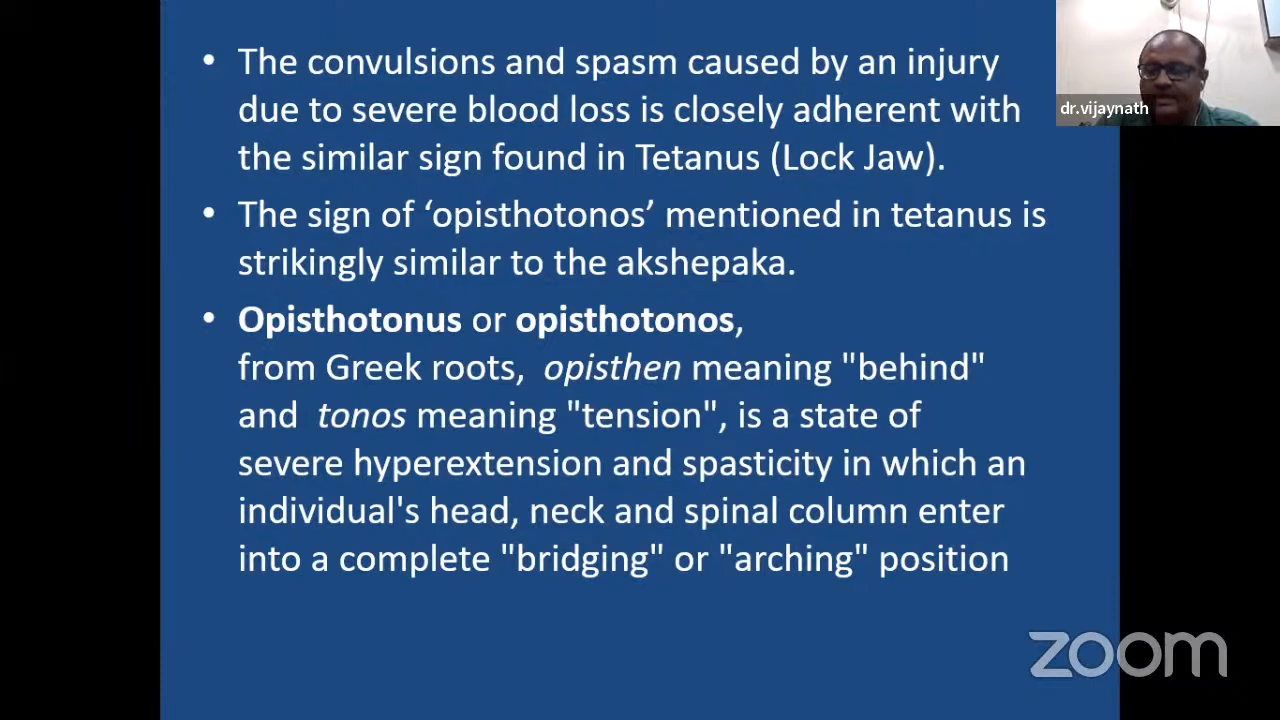 • The convulsions and spasm caused by an injury
due to severe blood loss is closely adherent with
the similar sign found in Tetanus (Lock Jaw).
• The sign of ‘opisthotonos’ mentioned in tetanus is
strikingly similar to the akshepaka.
• Opisthotonus or opisthotonos,
from Greek roots, opisthen meaning "behind"
and tonos meaning "tension", is a state of
severe hyperextension and spasticity in which an
individual's head, neck and spinal column enter
into a complete "bridging" or "arching" position
dr.vijaynath
zoom